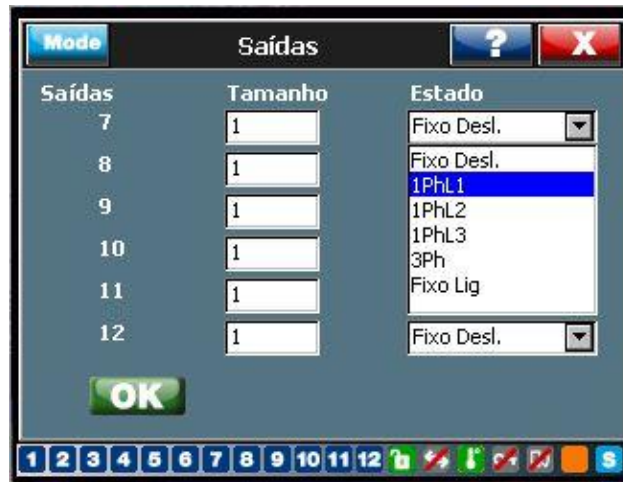 Mode Saídas ? X
Saídas Tamanho Estado
7 1 Fixo Desl.
8 1 Fixo Desl.
1PhL1
9 1 1PhL2
1PhL3
10 1 3Ph
Fixo Lig
11 1
12 1 Fixo Desl.
OK
1 2 3 4 5 6 7 8 9 10 11 12 S